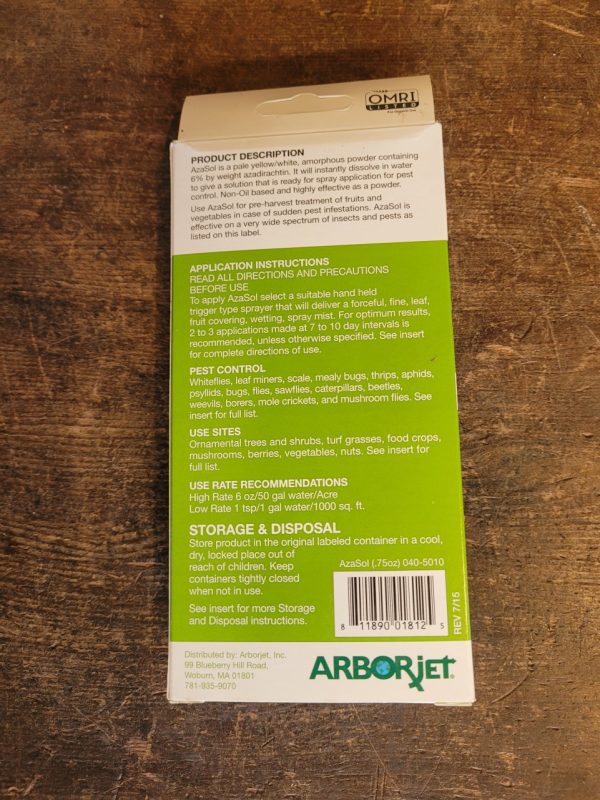 OMRI
LISTED
For Organic Use
PRODUCT DESCRIPTION
AzaSol is a pale yellow/white, amorphous powder containing
6% by weight azadirachtin. It will instantly dissolve in water
to give a solution that is ready for spray application for pest
control. Non-Oil based and highly effective as a powder.
Use AzaSol for pre-harvest treatment of fruits and
vegetables in case of sudden pest infestations. AzaSol is
effective on a very wide spectrum of insects and pests as
listed on this label.
APPLICATION INSTRUCTIONS
READ ALL DIRECTIONS AND PRECAUTIONS
BEFORE USE
To apply AzaSol select a suitable hand held
trigger type sprayer that will deliver a forceful, fine, leaf,
fruit covering, wetting, spray mist. For optimum results,
2 to 3 applications made at 7 to 10 day intervals is
recommended, unless otherwise specified. See insert
for complete directions of use.
PEST CONTROL
Whiteflies, leaf miners, scale, mealy bugs, thrips, aphids,
psyllids, bugs, flies, sawflies, caterpillars, beetles,
weevils, borers, mole crickets, and mushroom flies. See
insert for full list.
USE SITES
Ornamental trees and shrubs, turf grasses, food crops,
mushrooms, berries, vegetables, nuts. See insert for
full list.
USE RATE RECOMMENDATIONS
High Rate 6 oz/50 gal water/Acre
Low Rate 1 tsp/1 gal water/1000 sq. ft.
STORAGE & DISPOSAL
Store product in the original labeled container in a cool,
dry, locked place out of
reach of children. Keep
containers tightly closed
when not in use.
See insert for more Storage
and Disposal instructions.
AzaSol (.75oz) 040-5010
8 11890 01812 5
REV 7/15
Distributed by: Arborjet, Inc.
99 Blueberry Hill Road,
Woburn, MA 01801
781-935-9070
ARBORjET®